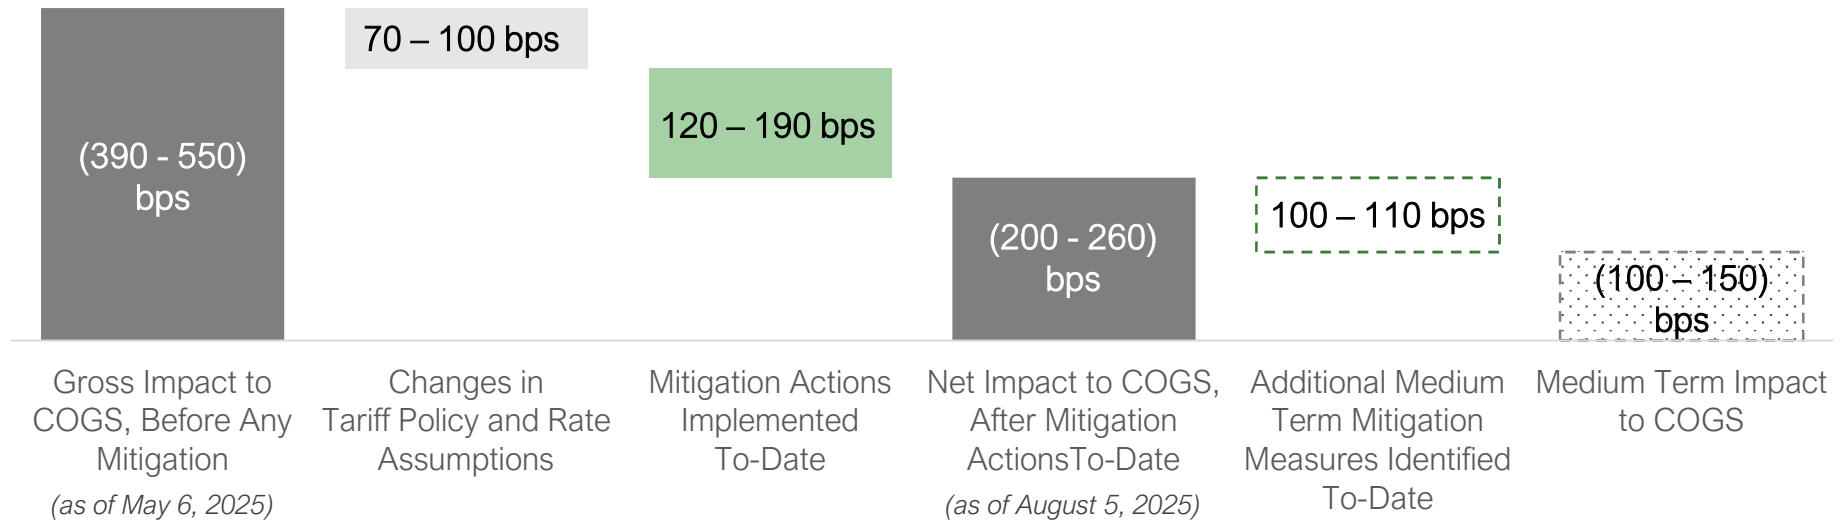 (390 - 550)
bps
70 – 100 bps
120 – 190 bps
(200 - 260)
bps
100 – 110 bps
(100 – 150)
bps
Gross Impact to
COGS, Before Any
Mitigation
(as of May 6, 2025)
Changes in
Tariff Policy and Rate
Assumptions
Mitigation Actions
Implemented
To-Date
Net Impact to COGS,
After Mitigation
ActionsTo-Date
(as of August 5, 2025)
Additional Medium
Term Mitigation
Measures Identified
To-Date
Medium Term Impact
to COGS